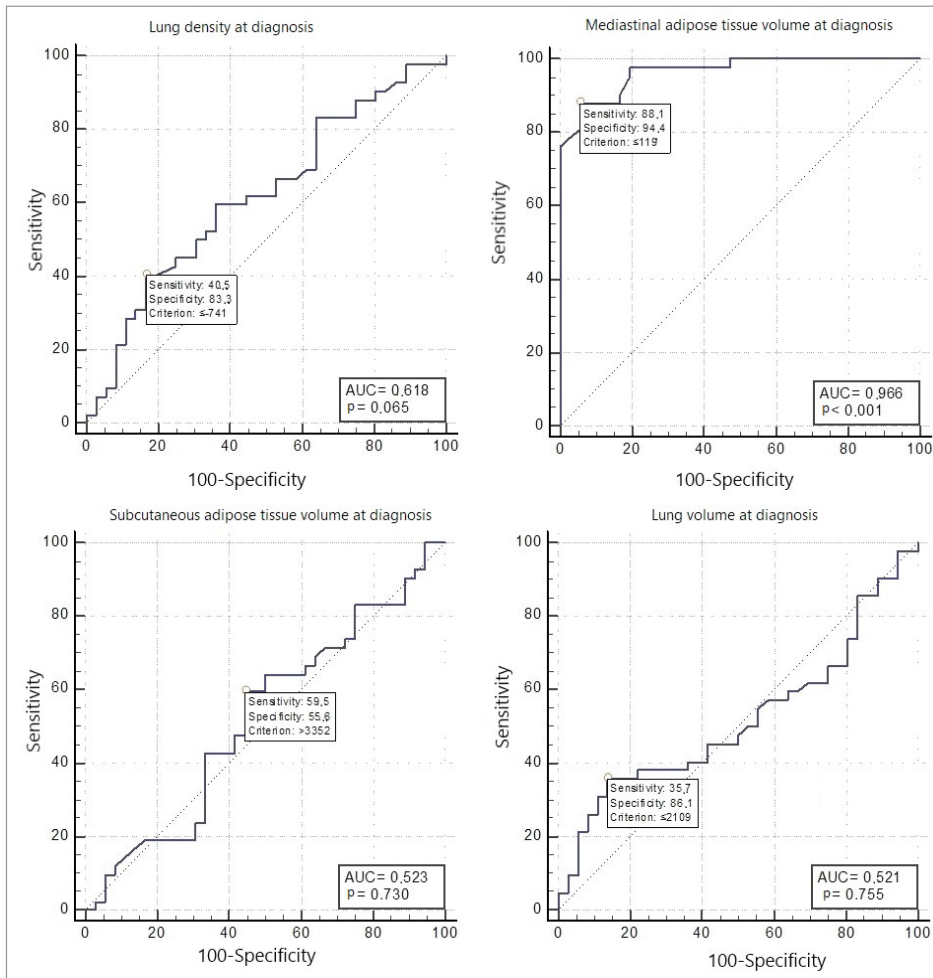 Lung density at diagnosis
100
80
60
40
20
0
Sensitivity
Sensitivity: 40,5
Specificity: 83,3
Criterion: ≤-741
AUC= 0,618
p= 0,065
0 20 40 60 80 100
100-Specificity
Mediastinal adipose tissue volume at diagnosis
100
80
60
40
20
0
Sensitivity
Sensitivity: 88,1
Specificity: 94,4
Criterion: ≤119
AUC= 0,966
p< 0,001
0 20 40 60 80 100
100-Specificity
Subcutaneous adipose tissue volume at diagnosis
100
80
60
40
20
0
Sensitivity
Sensitivity: 59,5
Specificity: 55,6
Criterion: >3352
AUC= 0,523
p= 0.730
0 20 40 60 80 100
100-Specificity
Lung volume at diagnosis
100
80
60
40
20
0
Sensitivity
Sensitivity: 35,7
Specificity: 86,1
Criterion: ≤2109
AUC= 0,521
p= 0.755
0 20 40 60 80 100
100-Specificity